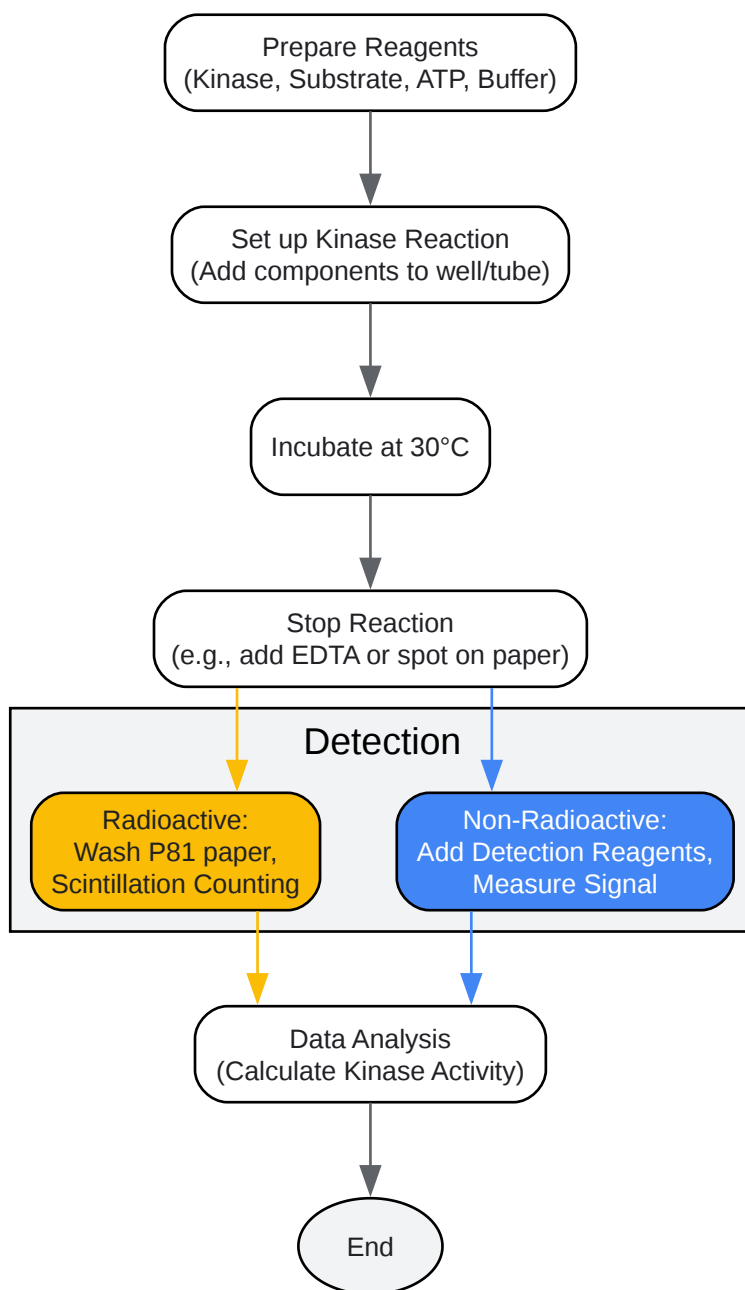 Prepare Reagents
(Kinase, Substrate, ATP, Buffer)
Set up Kinase Reaction
(Add components to well/tube)
Incubate at 30°C
Stop Reaction
(e.g., add EDTA or spot on paper)
Detection
Radioactive:
Wash P81 paper,
Scintillation Counting
Non-Radioactive:
Add Detection Reagents,
Measure Signal
Data Analysis
(Calculate Kinase Activity)
End